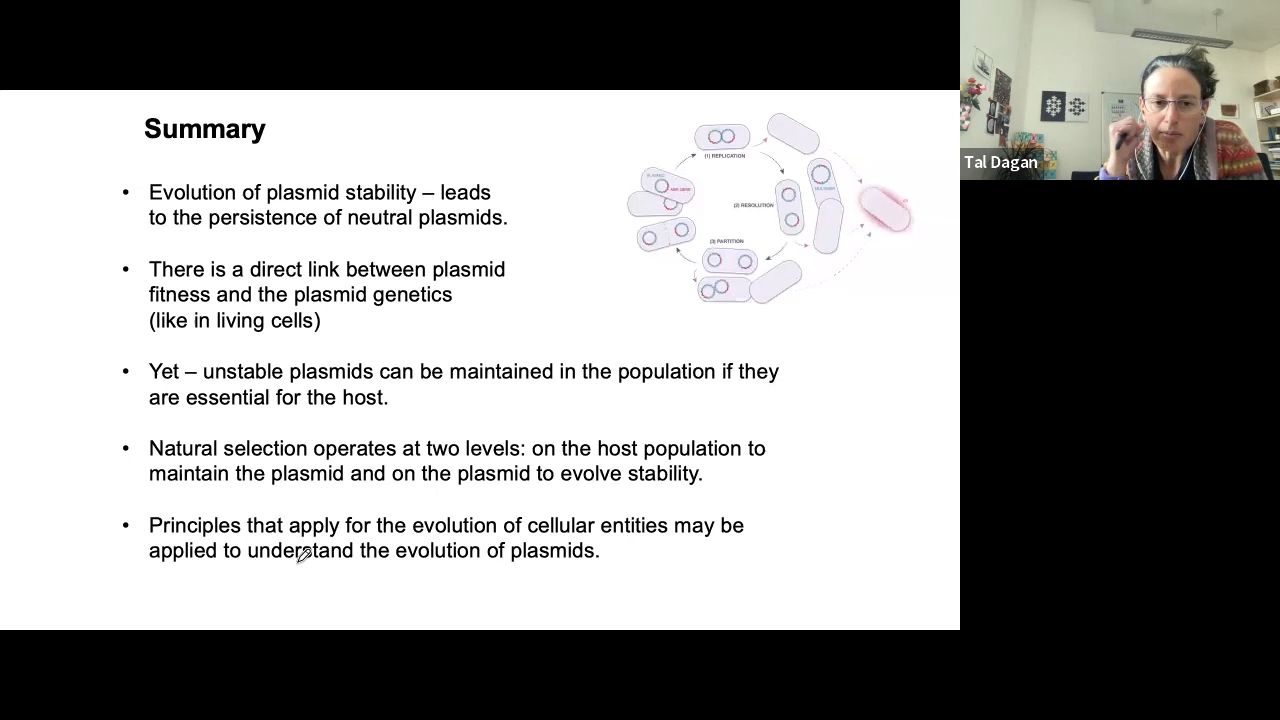 Summary
• Evolution of plasmid stability – leads
to the persistence of neutral plasmids.
• There is a direct link between plasmid
fitness and the plasmid genetics
(like in living cells)
• Yet – unstable plasmids can be maintained in the population if they
are essential for the host.
• Natural selection operates at two levels: on the host population to
maintain the plasmid and on the plasmid to evolve stability.
• Principles that apply for the evolution of cellular entities may be
applied to understand the evolution of plasmids.
(1) REPLICATION
PLASMID
(2) RESOLUTION
(3) PARTITION
Tal Dagan